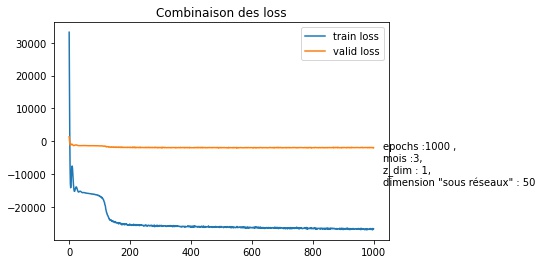 Combinaison des loss
train loss
valid loss
30000
20000
10000
0
−10000
−20000
0
200
400
600
800
1000
epochs :1000 ,
mois :3,
z_dim : 1,
dimension "sous réseaux" : 50